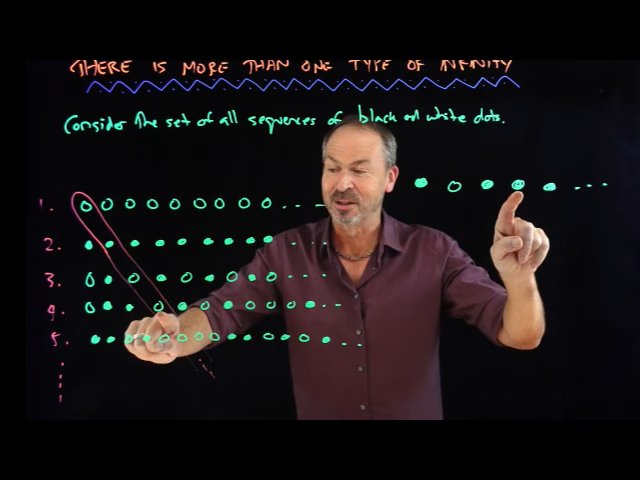 THERE IS MORE THAN ONE TYPE OF INFINITY
Consider the set of all sequences of black or white dots.
1.
2.
3.
4.
5.